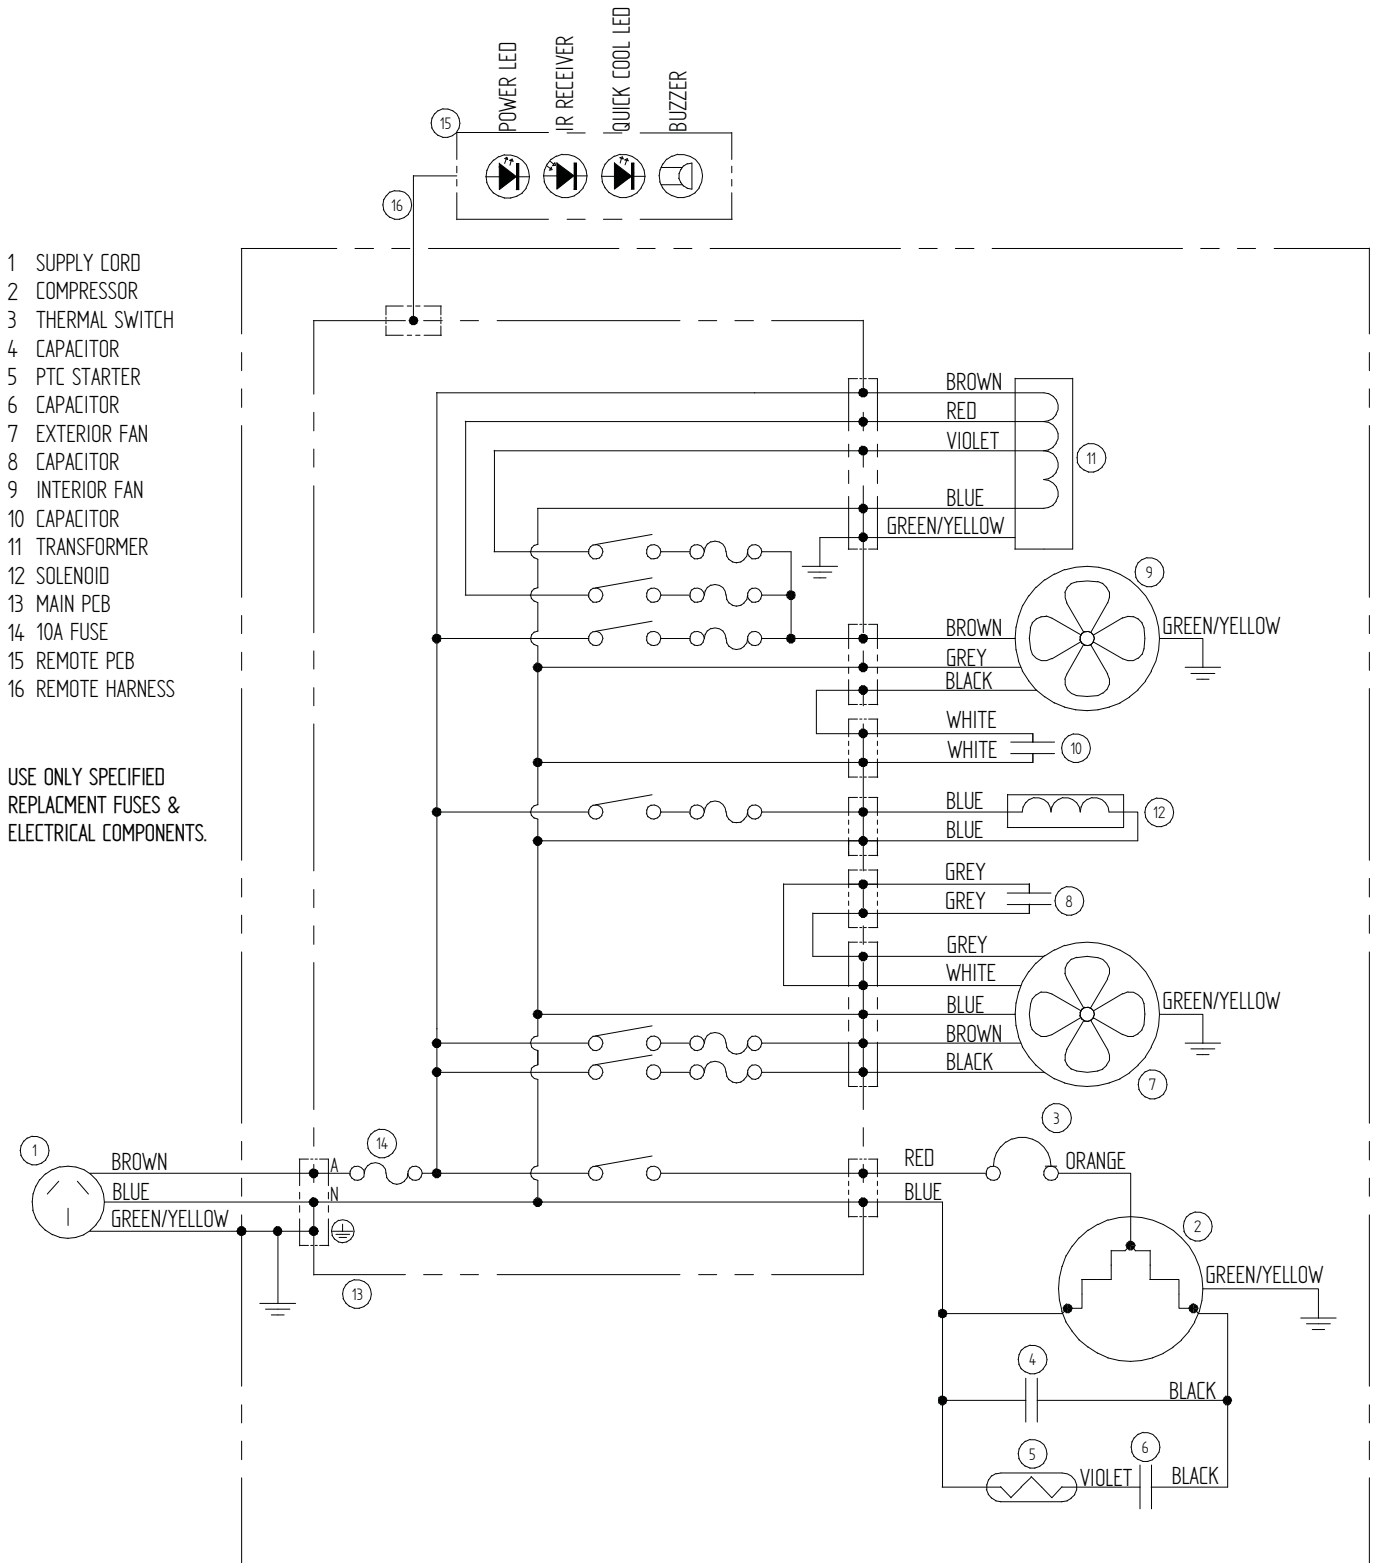 POWER LED
IR RECEIVER
QUICK COOL LED
BUZZER
15
16
1 SUPPLY CORD
2 COMPRESSOR
3 THERMAL SWITCH
4 CAPACITOR
5 PTC STARTER
6 CAPACITOR
7 EXTERIOR FAN
8 CAPACITOR
9 INTERIOR FAN
10 CAPACITOR
11 TRANSFORMER
12 SOLENOID
13 MAIN PCB
14 10A FUSE
15 REMOTE PCB
16 REMOTE HARNESS
USE ONLY SPECIFIED
REPLACMENT FUSES &
ELECTRICAL COMPONENTS.
BROWN
RED
VIOLET
11
BLUE
GREEN/YELLOW
9
BROWN
GREEN/YELLOW
GREY
BLACK
WHITE
WHITE
10
BLUE
12
BLUE
GREY
GREY
8
GREY
WHITE
BLUE
GREEN/YELLOW
BROWN
BLACK
7
3
1
14
BROWN
A
RED
ORANGE
BLUE
N
BLUE
GREEN/YELLOW
2
GREEN/YELLOW
13
4
BLACK
5
6
VIOLET
BLACK